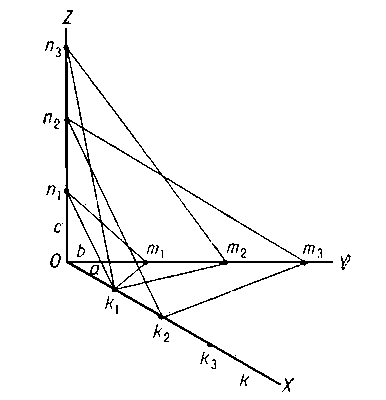 Z
n₃
n₂
n₁
c
O b m₁ m₂ m₃ Y
a
k₁
k₂
k₃
k X